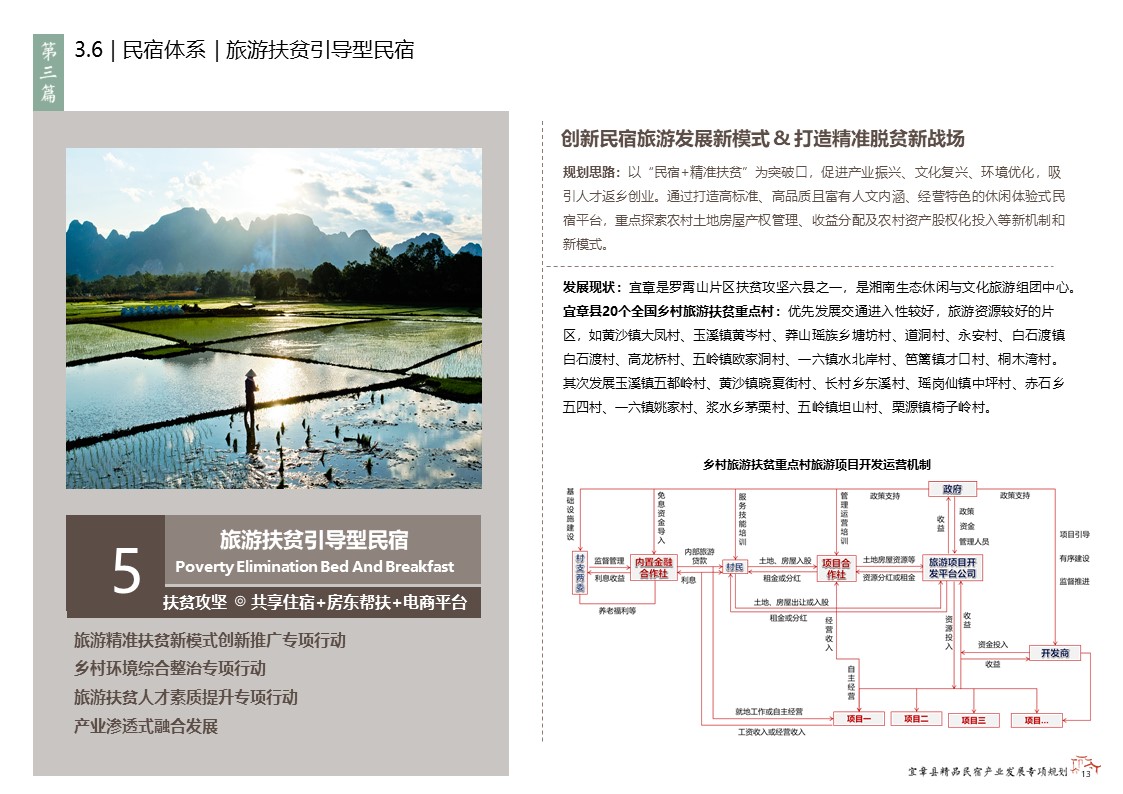 第三篇
3.6｜民宿体系｜旅游扶贫引导型民宿
5
旅游扶贫引导型民宿
Poverty Elimination Bed And Breakfast
扶贫攻坚 ◎ 共享住宿+房东帮扶+电商平台
旅游精准扶贫新模式创新推广专项行动
乡村环境综合整治专项行动
旅游扶贫人才素质提升专项行动
产业渗透式融合发展
创新民宿旅游发展新模式 & 打造精准脱贫新战场
规划思路：以“民宿+精准扶贫”为突破口，促进产业振兴、文化复兴、环境优化，吸
引人才返乡创业。通过打造高标准、高品质且富有人文内涵、经营特色的休闲体验式民
宿平台，重点探索农村土地房屋产权管理、收益分配及农村资产股权化投入等新机制和
新模式。
发展现状：宜章是罗霄山片区扶贫攻坚六县之一，是湘南生态休闲与文化旅游组团中心。
宜章县20个全国乡村旅游扶贫重点村：优先发展交通进入性较好，旅游资源较好的片
区，如黄沙镇大凤村、玉溪镇黄岑村、莽山瑶族乡塘坊村、道洞村、永安村、白石渡镇
白石渡村、高龙桥村、五岭镇欧家洞村、一六镇水北岸村、笆篱镇才口村、桐木湾村。
其次发展玉溪镇五都岭村、黄沙镇晓夏街村、长村乡东溪村、瑶岗仙镇中坪村、赤石乡
五四村、一六镇姚家村、浆水乡茅栗村、五岭镇坦山村、栗源镇椅子岭村。
乡村旅游扶贫重点村旅游项目开发运营机制
政府
政策支持
政策支持
基础设施建设
免息资金导入
服务技能培训
管理运营培训
收益
政策
资金
管理人员
项目引导
有序建设
监督推进
村支两委
监督管理
利息收益
内置金融
合作社
内部旅游
贷款
利息
村民
土地、房屋入股
租金或分红
项目合
作社
土地房屋资源等
资源分红或租金
旅游项目开
发平台公司
养老福利等
土地、房屋出让或入股
租金或分红
经营收入
资源投入
收益
资金投入
收益
开发商
自主经营
就地工作或自主经营
工资收入或经营收入
项目一
项目二
项目三
项目...
宜章县精品民宿产业发展专项规划
13